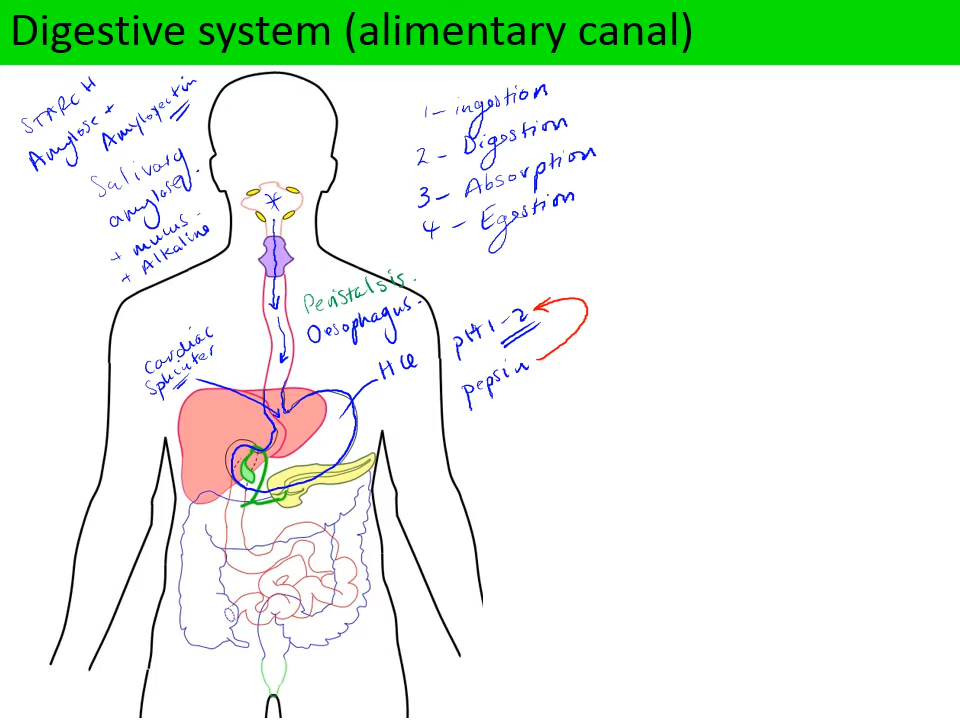 Digestive system (alimentary canal)
STARCH
Amylose +
Amylopectin
Salivary
amylase.
+ mucus
+ Alkaline
1 - ingestion
2 - Digestion
3 - Absorption
4 - Egestion
Peristalsis.
Oesophagus.
cardiac
sphincter
HCl
pH 1-2
pepsin